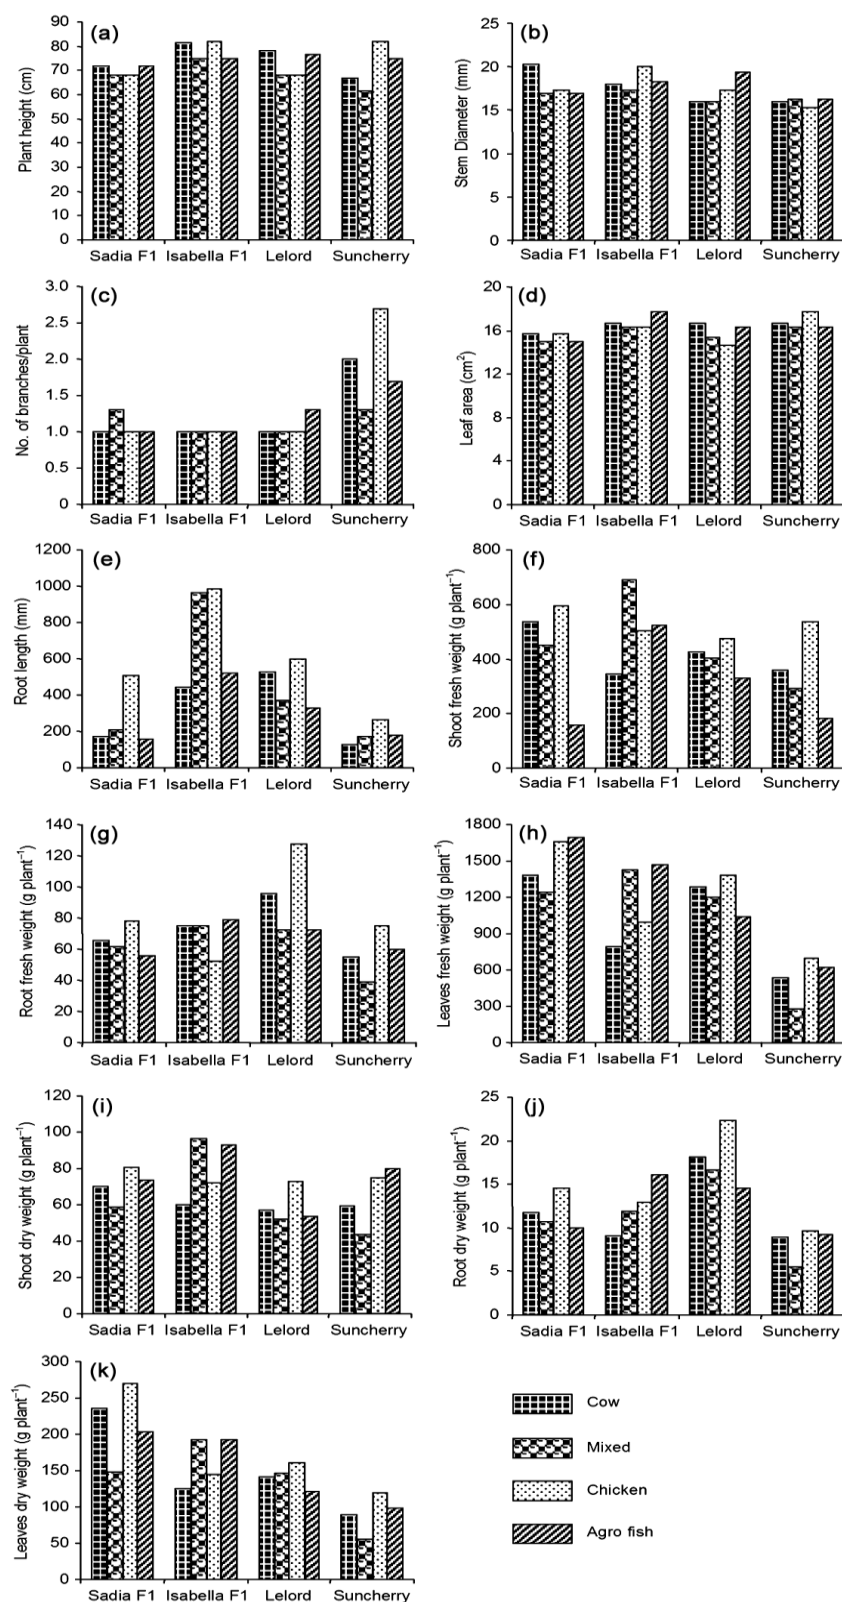 (a)
Plant height (cm)
90
80
70
60
50
40
30
20
10
0
Sadia F1 Isabella F1 Lelord Suncherry
(b)
Stem Diameter (mm)
25
20
15
10
5
0
Sadia F1 Isabella F1 Lelord Suncherry
(c)
No. of branches/plant
3.0
2.5
2.0
1.5
1.0
0.5
0
Sadia F1 Isabella F1 Lelord Suncherry
(d)
Leaf area (cm²)
20
16
12
8
4
0
Sadia F1 Isabella F1 Lelord Suncherry
(e)
Root length (mm)
1200
1000
800
600
400
200
0
Sadia F1 Isabella F1 Lelord Suncherry
(f)
Shoot fresh weight (g plant⁻¹)
800
600
400
200
0
Sadia F1 Isabella F1 Lelord Suncherry
(g)
Root fresh weight (g plant⁻¹)
140
120
100
80
60
40
20
0
Sadia F1 Isabella F1 Lelord Suncherry
(h)
Leaves fresh weight (g plant⁻¹)
1800
1500
1200
900
600
300
0
Sadia F1 Isabella F1 Lelord Suncherry
(i)
Shoot dry weight (g plant⁻¹)
120
100
80
60
40
20
0
Sadia F1 Isabella F1 Lelord Suncherry
(j)
Root dry weight (g plant⁻¹)
25
20
15
10
5
0
Sadia F1 Isabella F1 Lelord Suncherry
(k)
Leaves dry weight (g plant⁻¹)
300
250
200
150
100
50
0
Sadia F1 Isabella F1 Lelord Suncherry
Cow
Mixed
Chicken
Agro fish